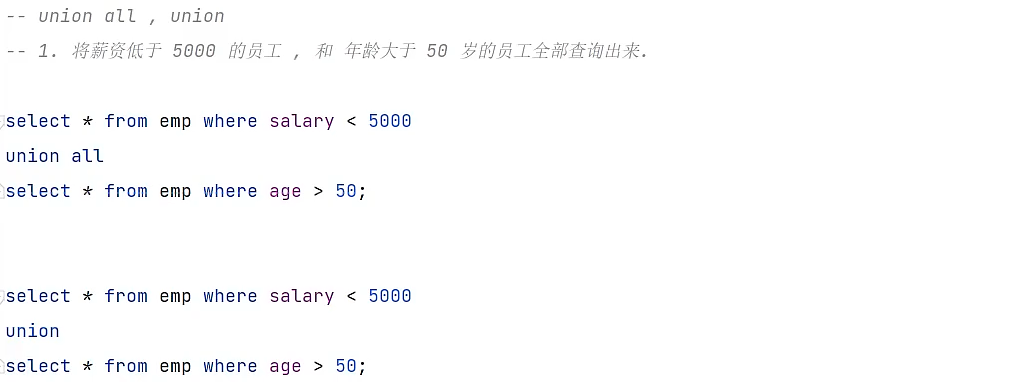 -- union all , union
-- 1. 将薪资低于 5000 的员工 , 和 年龄大于 50 岁的员工全部查询出来.
select * from emp where salary < 5000
union all
select * from emp where age > 50;
select * from emp where salary < 5000
union
select * from emp where age > 50;